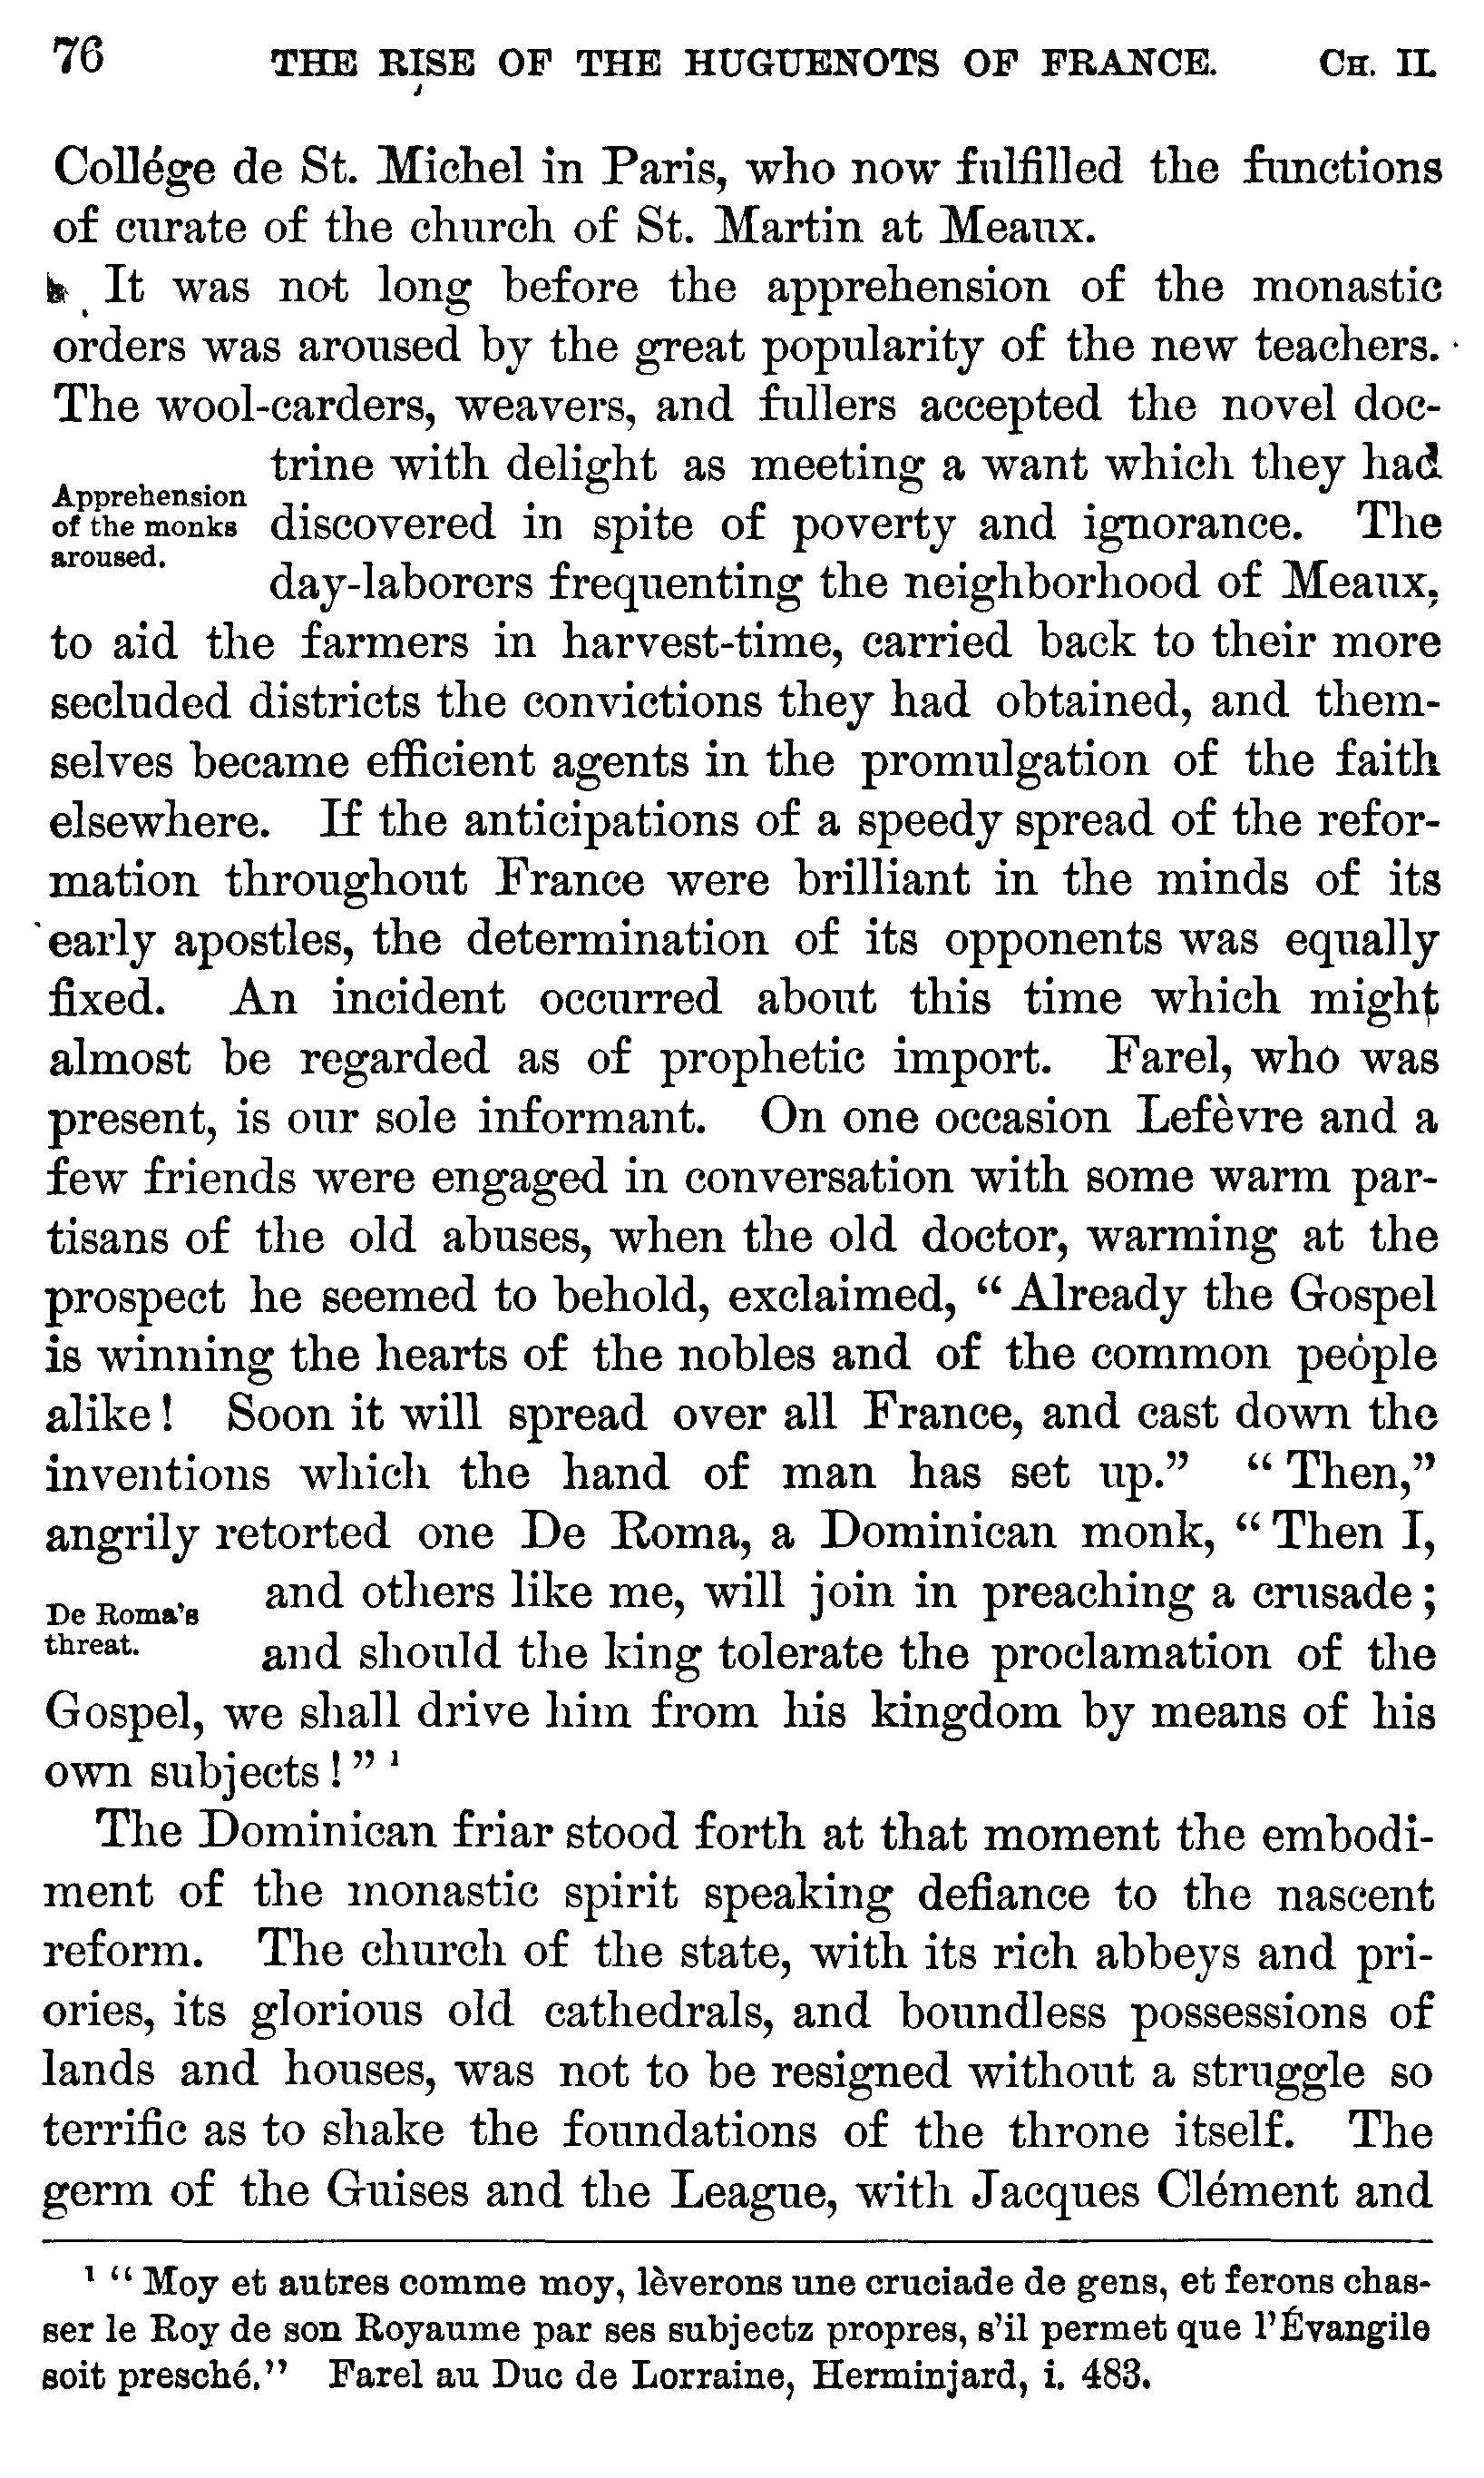 76 THE RISE OF THE HUGUENOTS OF FRANCE. CH. II.
Collége de St. Michel in Paris, who now fulfilled the functions
of curate of the church of St. Martin at Meaux.
It was not long before the apprehension of the monastic
orders was aroused by the great popularity of the new teachers.
The wool-carders, weavers, and fullers accepted the novel doc-
trine with delight as meeting a want which they had
Apprehension
of the monks
aroused.
discovered in spite of poverty and ignorance. The
day-laborers frequenting the neighborhood of Meaux,
to aid the farmers in harvest-time, carried back to their more
secluded districts the convictions they had obtained, and them-
selves became efficient agents in the promulgation of the faith
elsewhere. If the anticipations of a speedy spread of the refor-
mation throughout France were brilliant in the minds of its
early apostles, the determination of its opponents was equally
fixed. An incident occurred about this time which might
almost be regarded as of prophetic import. Farel, who was
present, is our sole informant. On one occasion Lefèvre and a
few friends were engaged in conversation with some warm par-
tisans of the old abuses, when the old doctor, warming at the
prospect he seemed to behold, exclaimed, "Already the Gospel
is winning the hearts of the nobles and of the common people
alike! Soon it will spread over all France, and cast down the
inventions which the hand of man has set up." "Then,"
angrily retorted one De Roma, a Dominican monk, "Then I,
De Roma's
threat.
and others like me, will join in preaching a crusade;
and should the king tolerate the proclamation of the
Gospel, we shall drive him from his kingdom by means of his
own subjects!" 1
The Dominican friar stood forth at that moment the embodi-
ment of the monastic spirit speaking defiance to the nascent
reform. The church of the state, with its rich abbeys and pri-
ories, its glorious old cathedrals, and boundless possessions of
lands and houses, was not to be resigned without a struggle so
terrific as to shake the foundations of the throne itself. The
germ of the Guises and the League, with Jacques Clément and
1 "Moy et autres comme moy, lèverons une cruciade de gens, et ferons chas-
ser le Roy de son Royaume par ses subjectz propres, s'il permet que l'Évangile
soit presché." Farel au Duc de Lorraine, Herminjard, i. 483.